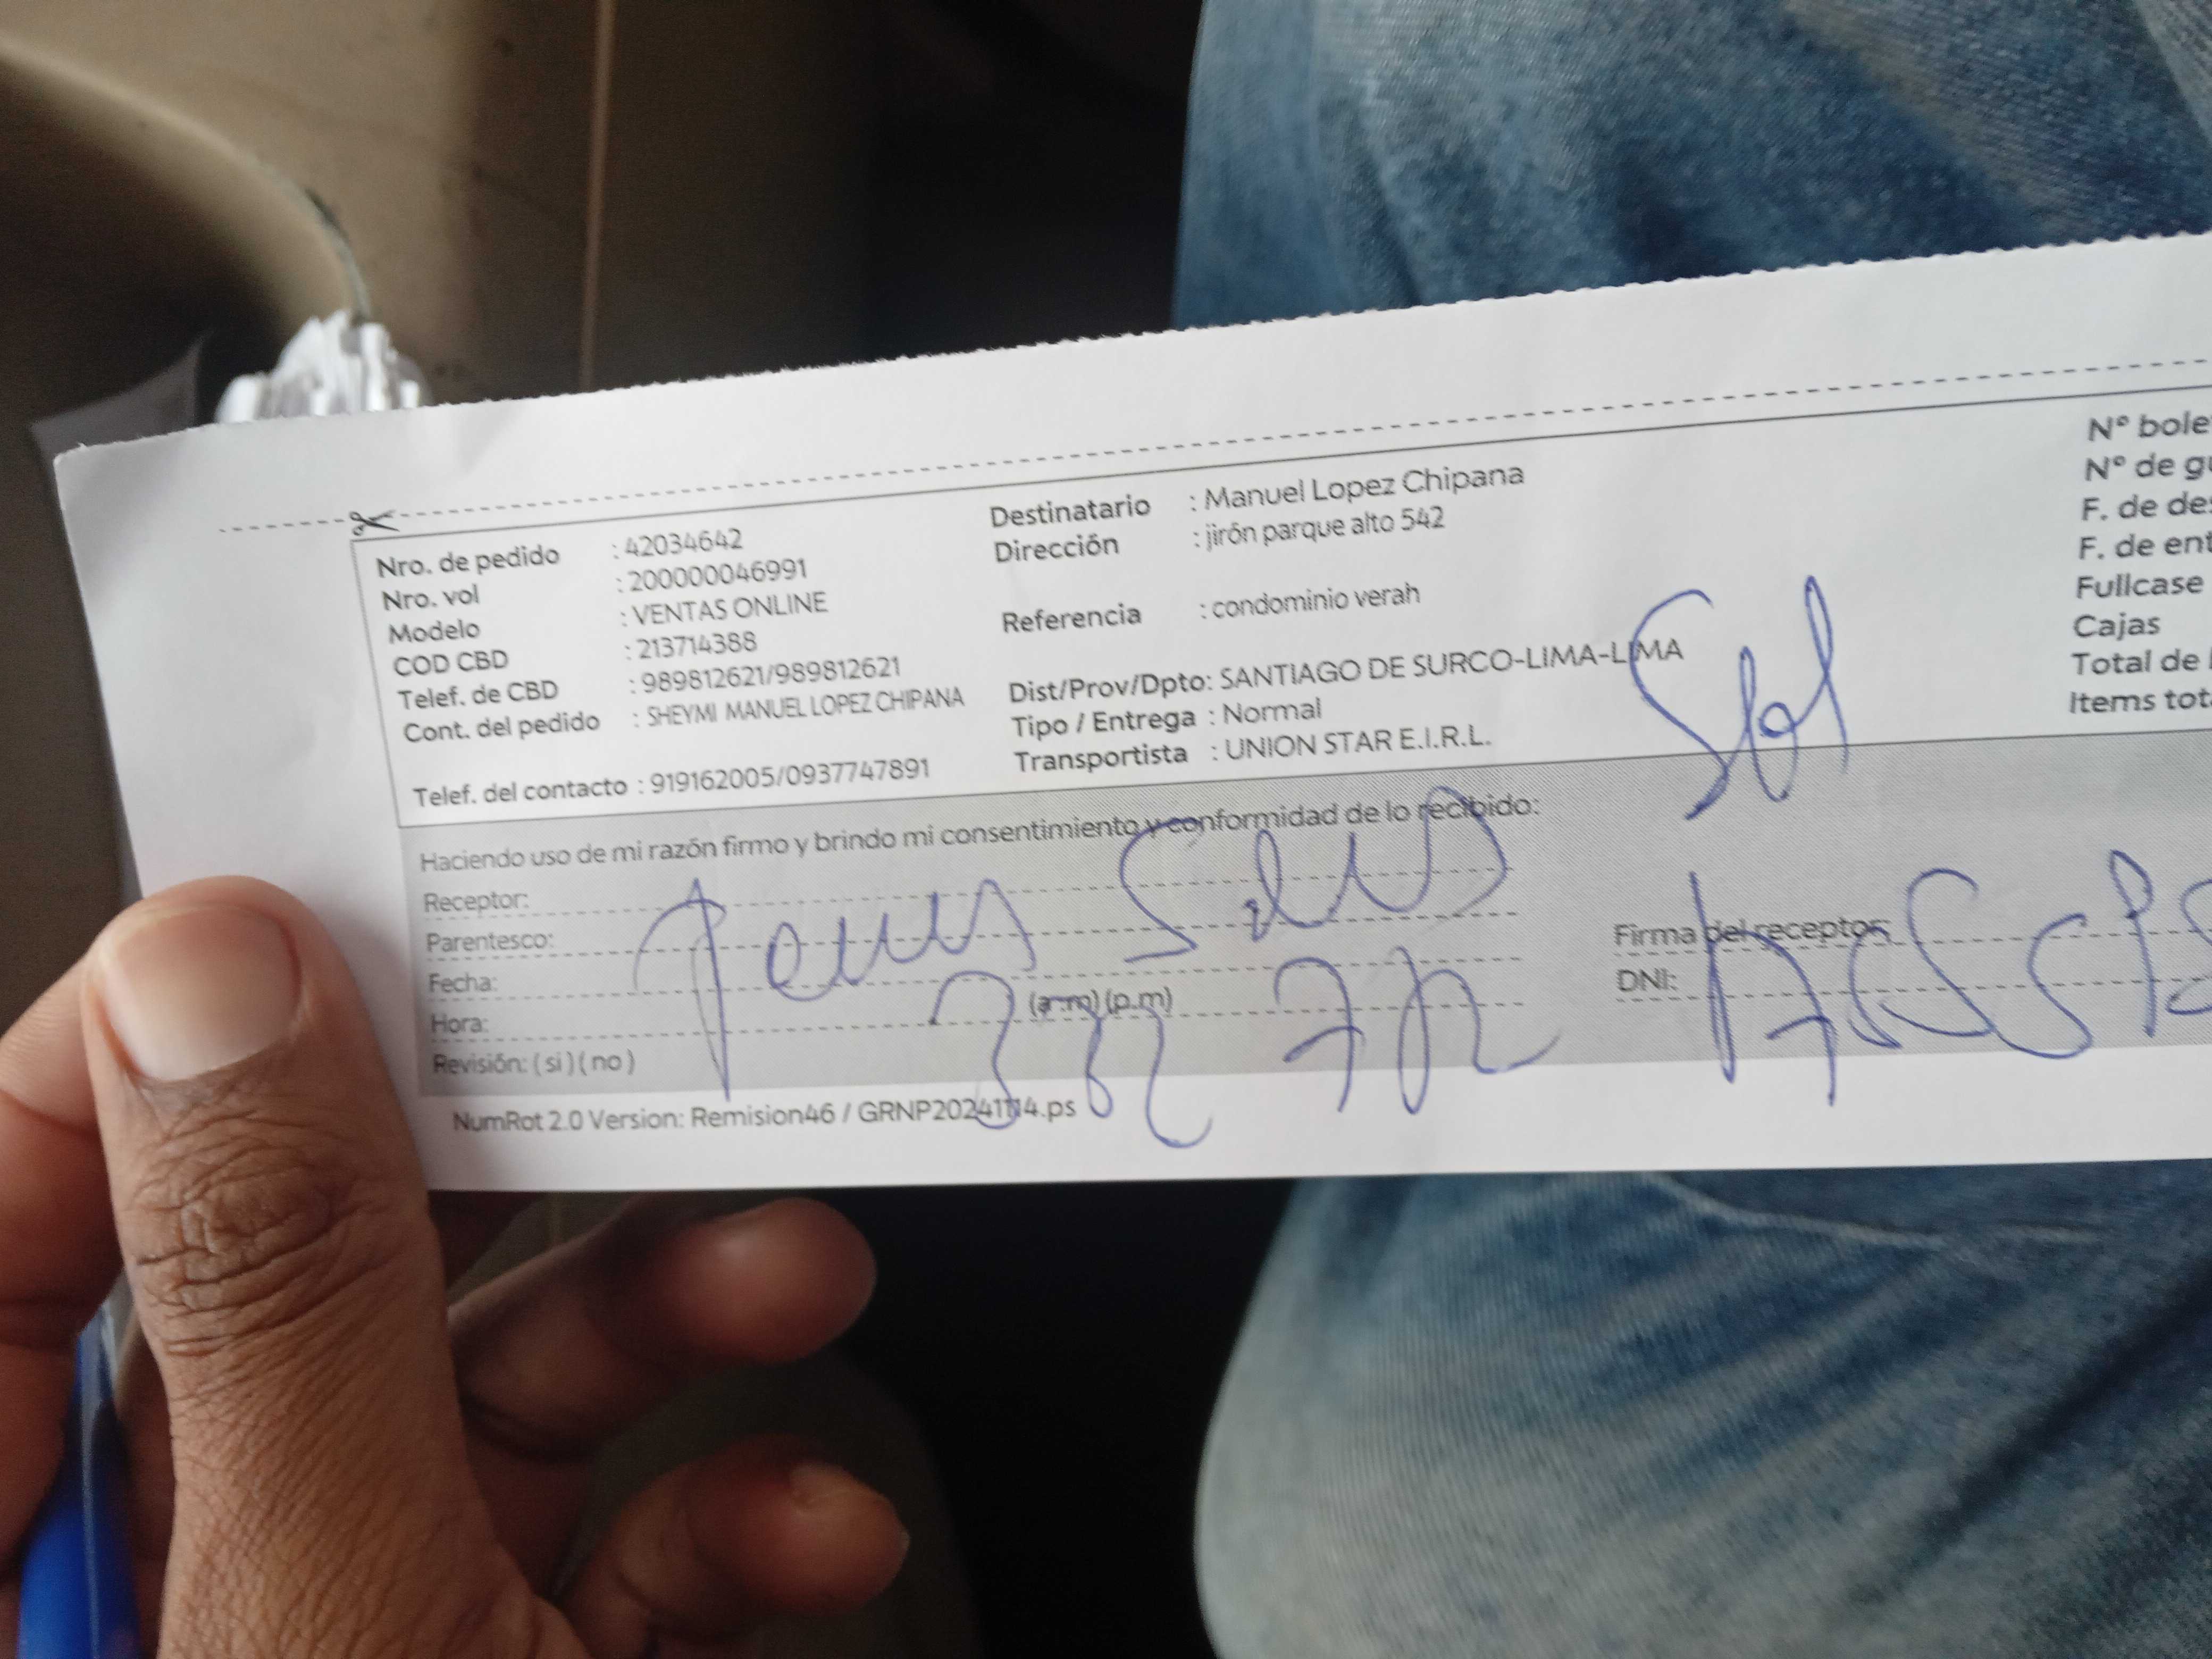 Nro. de pedido : 42034642
Nro. vol : 200000046991
Modelo : VENTAS ONLINE
COD CBD : 213714388
Telef. de CBD : 989812621/989812621
Cont. del pedido : SHEYMI MANUEL LOPEZ CHIPANA
Telef. del contacto : 919162005/0937747891
Destinatario : Manuel Lopez Chipana
Dirección : jirón parque alto 542
Referencia : condominio verah
Dist/Prov/Dpto: SANTIAGO DE SURCO-LIMA-LIMA
Tipo / Entrega : Normal
Transportista : UNION STAR E.I.R.L.
N° bole
N° de gu
F. de des
F. de ent
Fullcase
Cajas
Total de
Items tot
Haciendo uso de mi razón firmo y brindo mi consentimiento y conformidad de lo recibido:
Receptor:
Parentesco:
Fecha:
Hora: (a.m) (p.m)
Revisión: ( si ) ( no )
Firma del receptor:
DNI:
NumRot 2.0 Version: Remision46 / GRNP20241114.ps